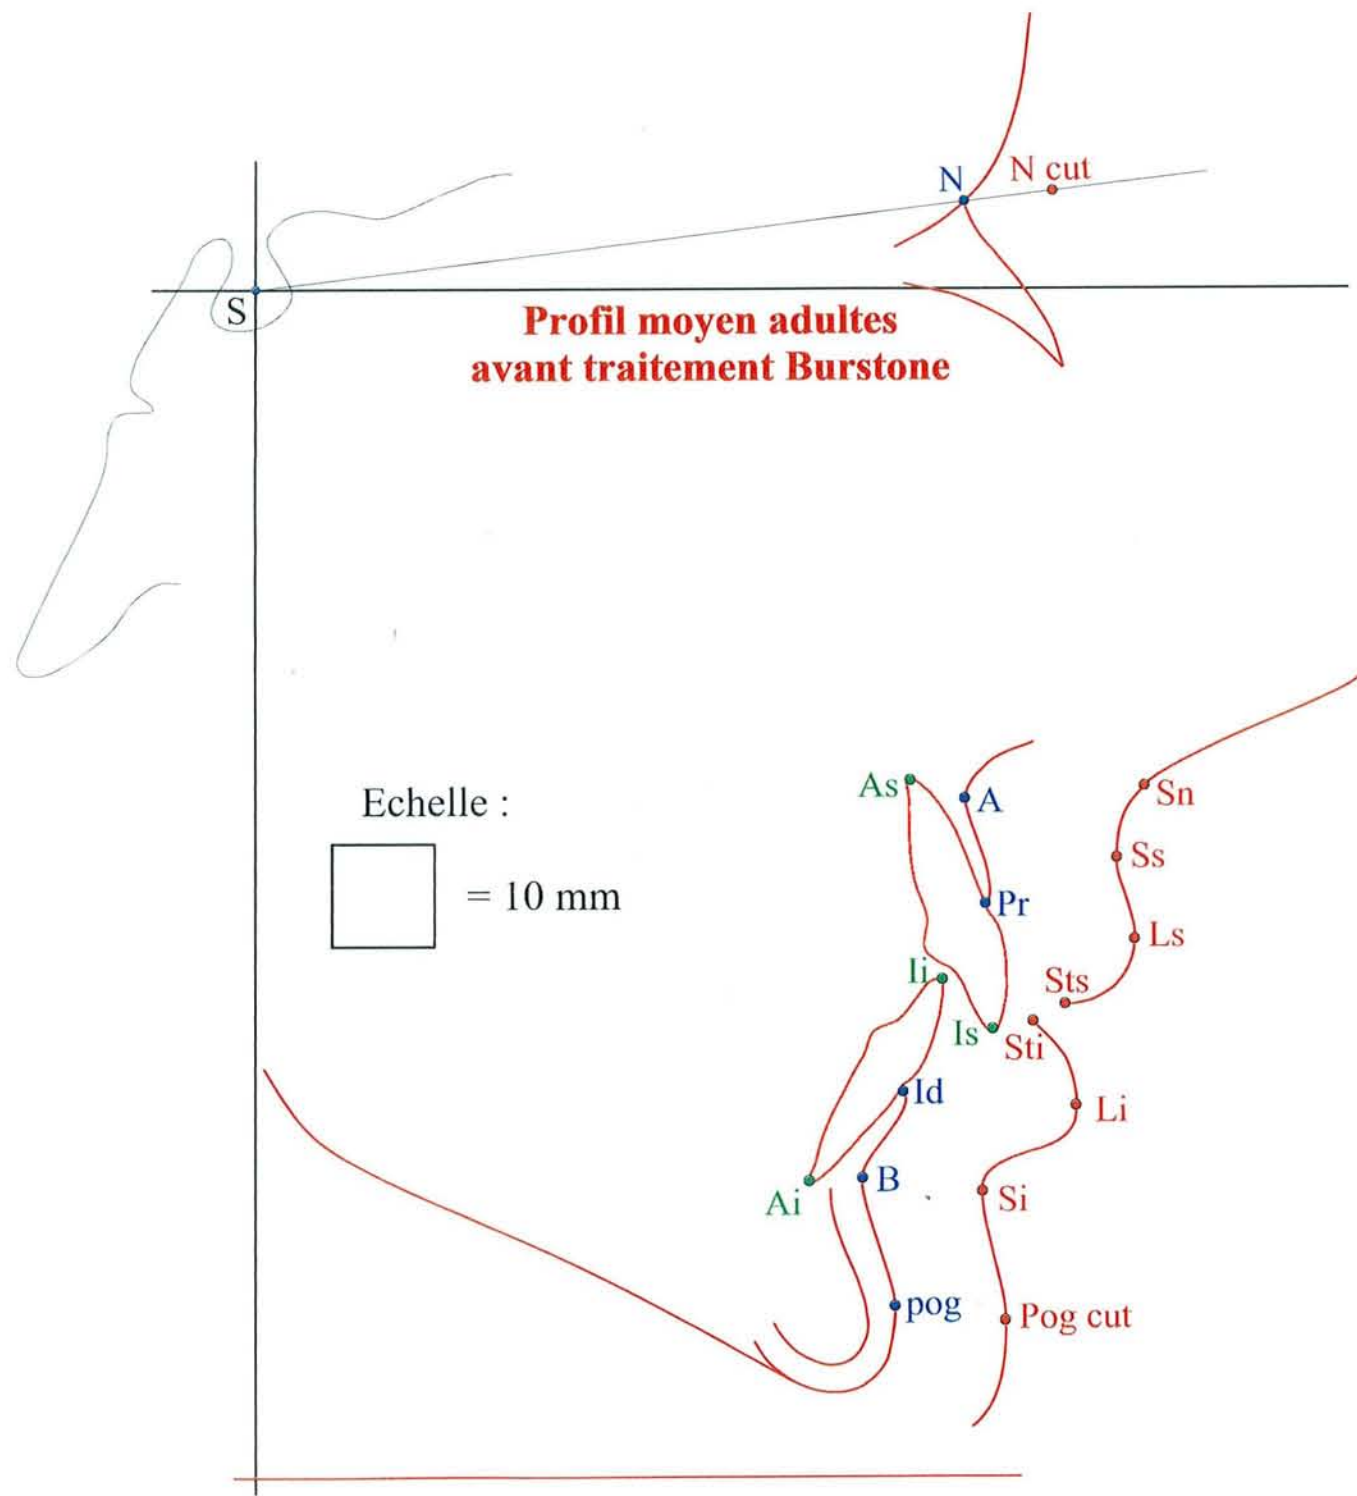 N
N cut
S
Profil moyen adultes
avant traitement Burstone
As
A
Sn
Echelle :
Ss
= 10 mm
Pr
Ls
Ii
Sts
Is
Sti
Id
Li
B
Ai
Si
pog
Pog cut